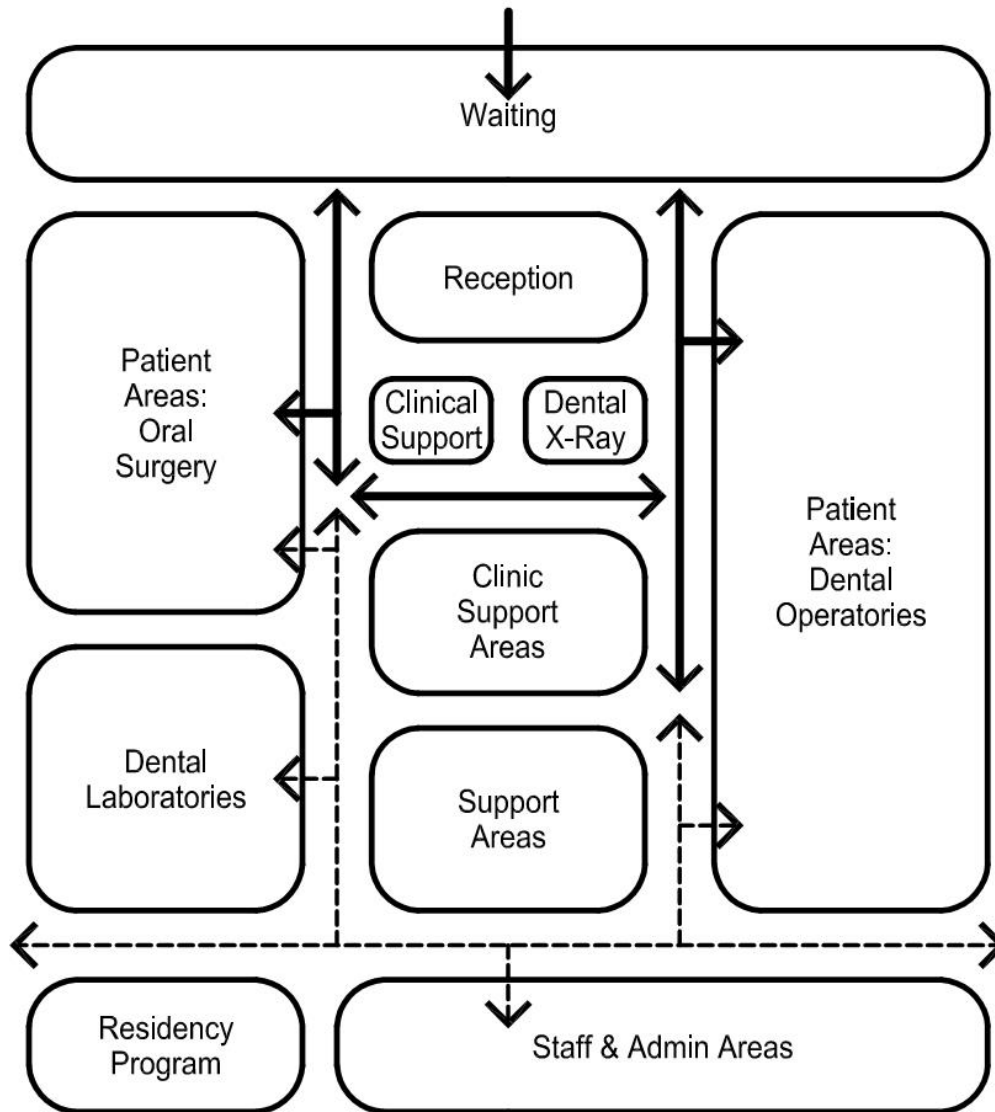 Waiting
Reception
Patient
Areas:
Oral
Surgery
Clinical
Support
Dental
X-Ray
Patient
Areas:
Dental
Operatories
Clinic
Support
Areas
Dental
Laboratories
Support
Areas
Residency
Program
Staff & Admin Areas